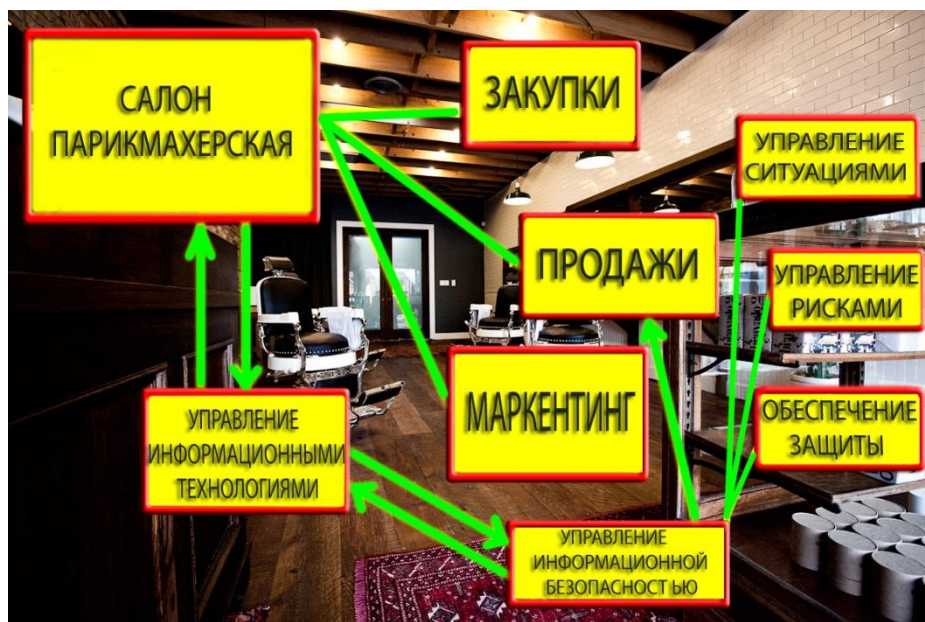 САЛОН
ПАРИКМАХЕРСКАЯ
ЗАКУПКИ
УПРАВЛЕНИЕ
СИТУАЦИЯМИ
ПРОДАЖИ
УПРАВЛЕНИЕ
РИСКАМИ
МАРКЕНТИНГ
ОБЕСПЕЧЕНИЕ
ЗАЩИТЫ
УПРАВЛЕНИЕ
ИНФОРМАЦИОННЫМИ
ТЕХНОЛОГИЯМИ
УПРАВЛЕНИЕ
ИНФОРМАЦИОННОЙ
БЕЗОПАСНОСТ ЬЮ